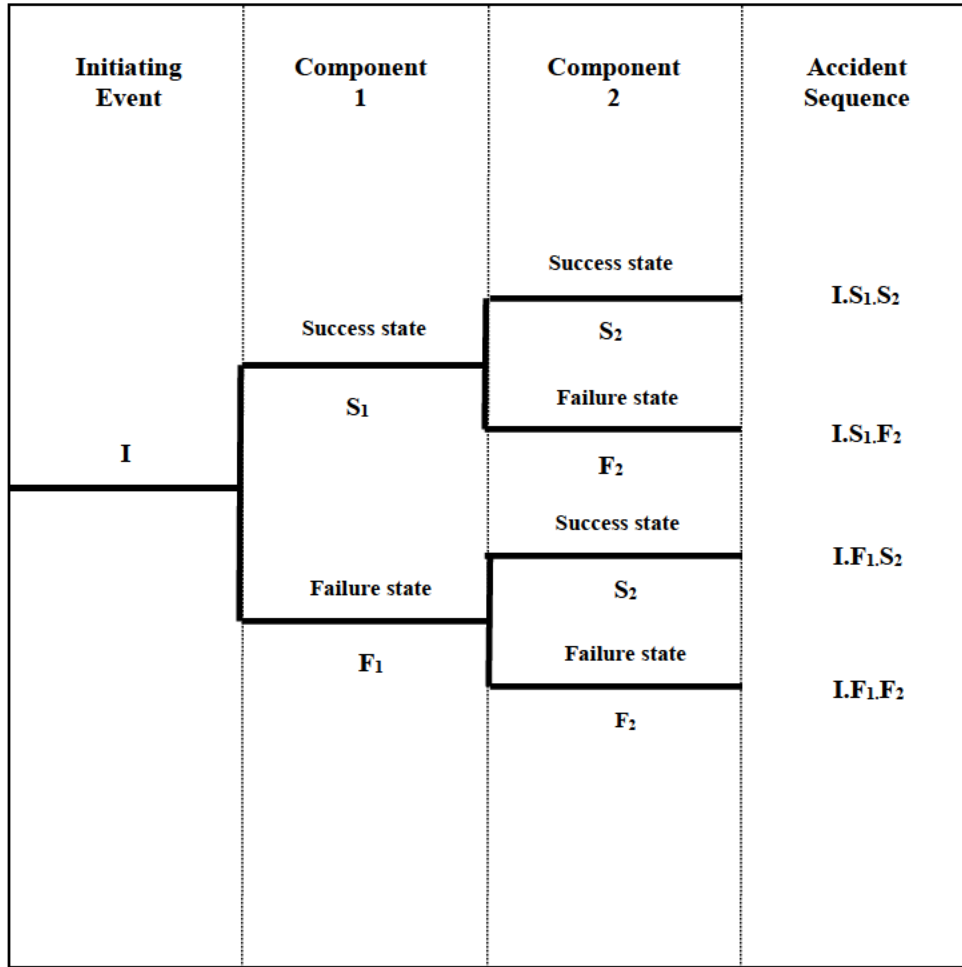 Initiating
Event
Component
1
Component
2
Accident
Sequence
Success state
I.S₁.S₂
Success state
S₂
Failure state
S₁
I.S₁.F₂
I
F₂
Success state
I.F₁.S₂
Failure state
S₂
Failure state
F₁
I.F₁.F₂
F₂